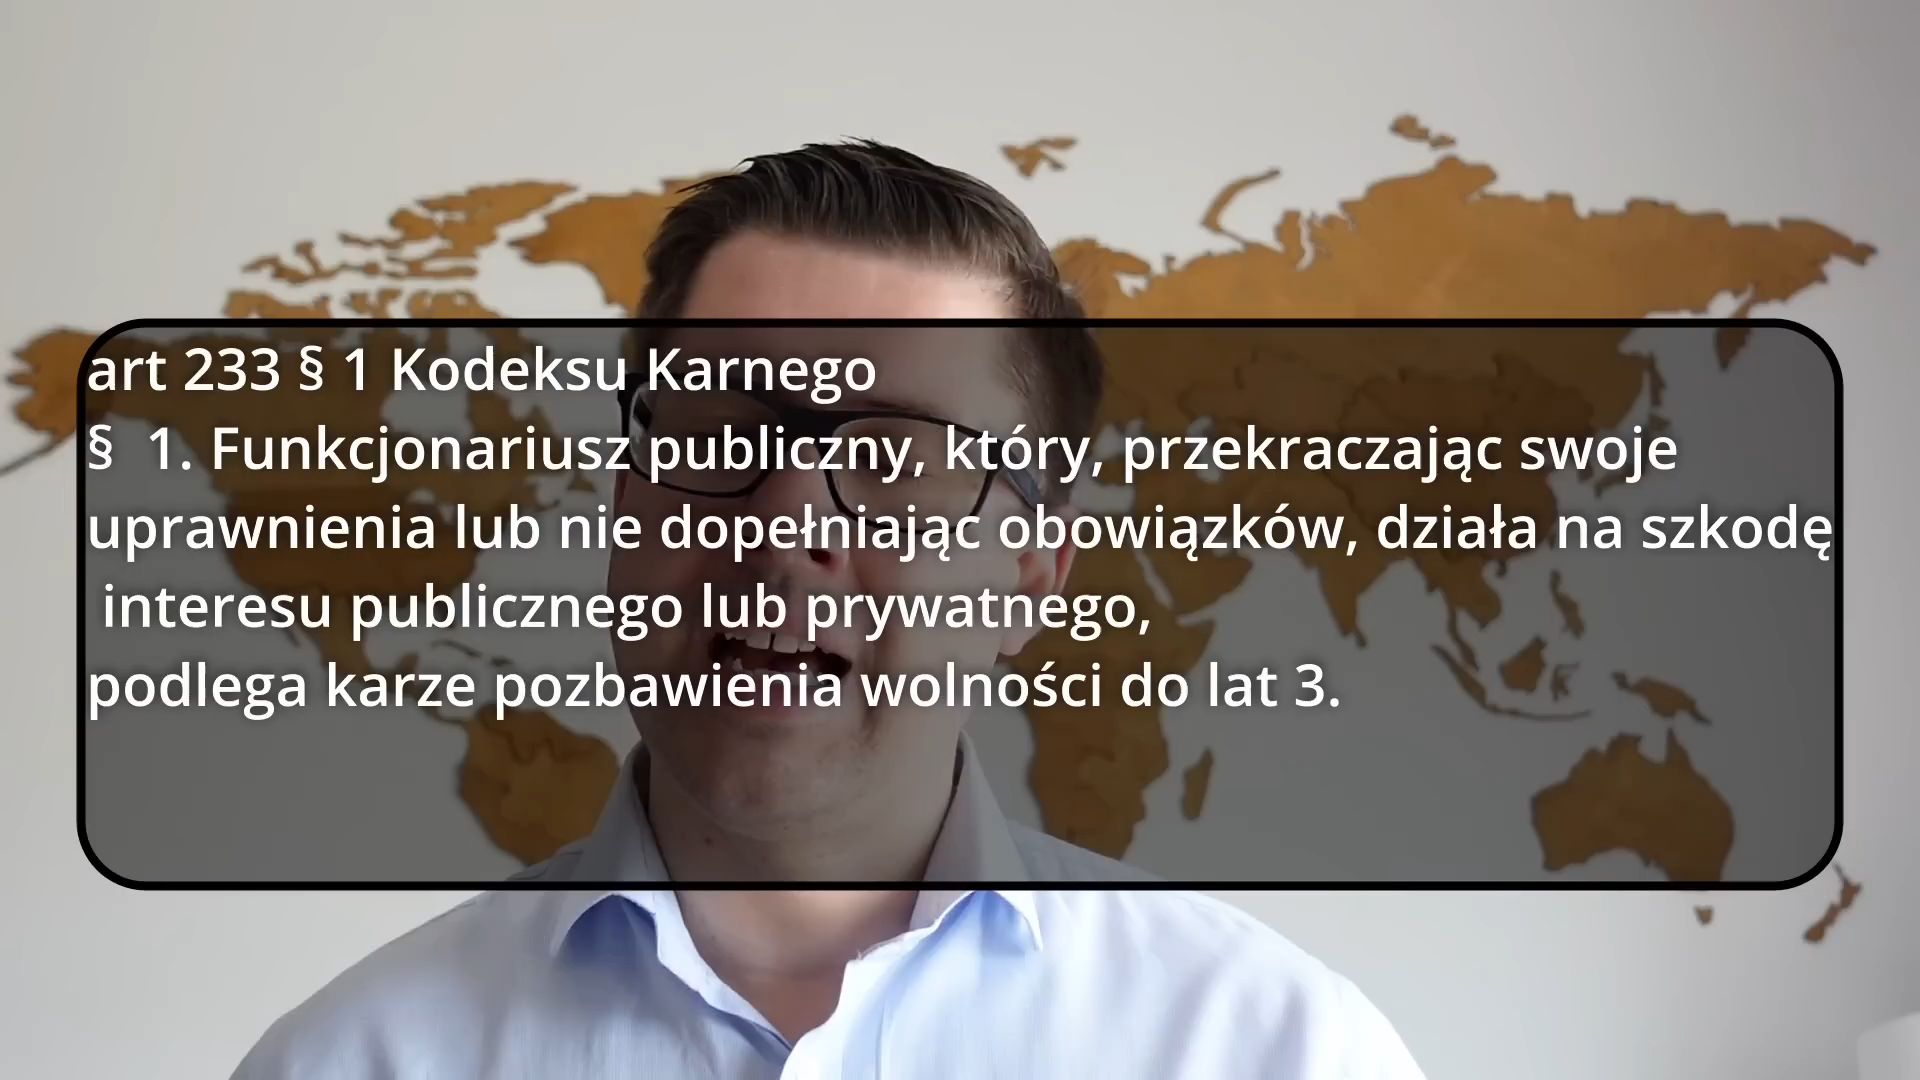 art 233 § 1 Kodeksu Karnego
§  1. Funkcjonariusz publiczny, który, przekraczając swoje
uprawnienia lub nie dopełniając obowiązków, działa na szkodę
interesu publicznego lub prywatnego,
podlega karze pozbawienia wolności do lat 3.